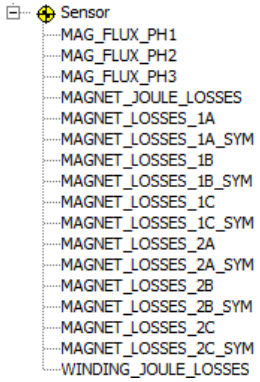 Sensor
MAG_FLUX_PH1
MAG_FLUX_PH2
MAG_FLUX_PH3
MAGNET_JOULE_LOSSES
MAGNET_LOSSES_1A
MAGNET_LOSSES_1A_SYM
MAGNET_LOSSES_1B
MAGNET_LOSSES_1B_SYM
MAGNET_LOSSES_1C
MAGNET_LOSSES_1C_SYM
MAGNET_LOSSES_2A
MAGNET_LOSSES_2A_SYM
MAGNET_LOSSES_2B
MAGNET_LOSSES_2B_SYM
MAGNET_LOSSES_2C
MAGNET_LOSSES_2C_SYM
WINDING_JOULE_LOSSES